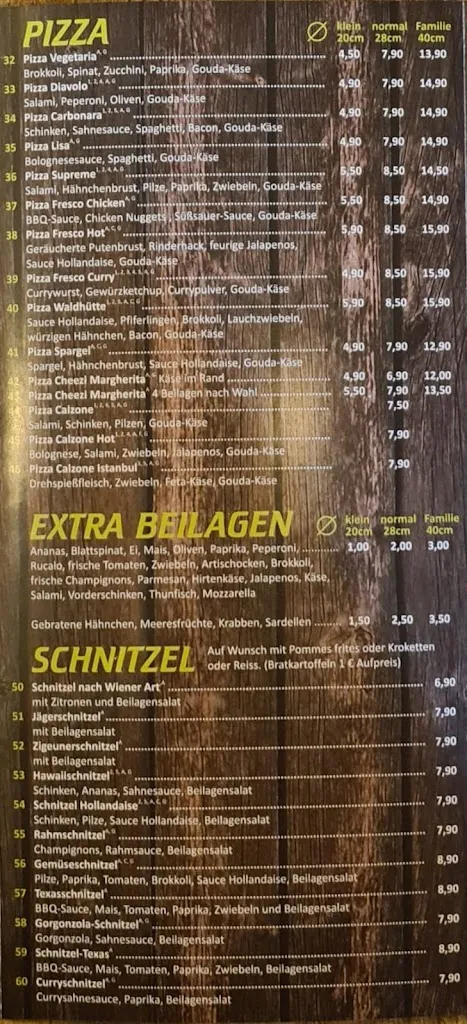 PIZZA Ø klein 20cm normal 28cm Familie 40cm
32 Pizza Vegetaria A, G 4,50 7,90 13,90
Brokkoli, Spinat, Zucchini, Paprika, Gouda-Käse
33 Pizza Diavolo 4,90 7,90 14,90
Salami, Peperoni, Oliven, Gouda-Käse
34 Pizza Carbonara 4,90 7,90 14,90
Schinken, Sahnesauce, Spaghetti, Bacon, Gouda-Käse
35 Pizza Lisa A, G 4,90 7,90 14,90
Bolognesesauce, Spaghetti, Gouda-Käse
36 Pizza Supreme 5,50 8,50 14,50
Salami, Hähnchenbrust, Pilze, Paprika, Zwiebeln, Gouda-Käse
37 Pizza Fresco Chicken A, G 5,50 8,50 14,90
BBQ-Sauce, Chicken Nuggets , Süßsauer-Sauce, Gouda-Käse
38 Pizza Fresco Hot A, C, G 5,90 8,50 15,90
Geräucherte Putenbrust, Rinderhack, feurige Jalapenos,
Sauce Hollandaise, Gouda-Käse
39 Pizza Fresco Curry 4,90 8,50 15,90
Currywurst, Gewürzketchup, Currypulver, Gouda-Käse
40 Pizza Waldhütte 5,90 8,50 15,90
Sauce Hollandaise, Pfiferlingen, Brokkoli, Lauchzwiebeln,
würzigen Hähnchen, Bacon, Gouda-Käse
41 Pizza Spargel A, C, G 4,90 7,90 12,90
Spargel, Hähnchenbrust, Sauce Hollandaise, Gouda-Käse
42 Pizza Cheezi Margherita Käse im Rand 4,90 6,90 12,00
43 Pizza Cheezi Margherita 4 Beilagen nach Wahl 5,50 7,90 13,50
44 Pizza Calzone 7,50
Salami, Schinken, Pilzen, Gouda-Käse
45 Pizza Calzone Hot 7,90
Bolognese, Salami, Zwiebeln, Jalapenos, Gouda-Käse
46 Pizza Calzone Istanbul 7,90
Drehspießfleisch, Zwiebeln, Feta-Käse, Gouda-Käse
EXTRA BEILAGEN Ø klein 20cm normal 28cm Familie 40cm
Ananas, Blattspinat, Ei, Mais, Oliven, Paprika, Peperoni, 1,00 2,00 3,00
Rucalo, frische Tomaten, Zwiebeln, Artischocken, Brokkoli,
frische Champignons, Parmesan, Hirtenkäse, Jalapenos, Käse,
Salami, Vorderschinken, Thunfisch, Mozzarella
Gebratene Hähnchen, Meeresfrüchte, Krabben, Sardellen 1,50 2,50 3,50
SCHNITZEL Auf Wunsch mit Pommes frites oder Kroketten
oder Reiss. (Bratkartoffeln 1 € Aufpreis)
50 Schnitzel nach Wiener Art A 6,90
mit Zitronen und Beilagensalat
51 Jägerschnitzel A 7,90
mit Beilagensalat
52 Zigeunerschnitzel A 7,90
mit Beilagensalat
53 Hawaiischnitzel 7,90
Schinken, Ananas, Sahnesauce, Beilagensalat
54 Schnitzel Hollandaise 7,90
Schinken, Pilze, Sauce Hollandaise, Beilagensalat
55 Rahmschnitzel A, G 7,90
Champignons, Rahmsauce, Beilagensalat
56 Gemüseschnitzel A, C, G 8,90
Pilze, Paprika, Tomaten, Brokkoli, Sauce Hollandaise, Beilagensalat
57 Texasschnitzel A 8,90
BBQ-Sauce, Mais, Tomaten, Paprika, Zwiebeln und Beilagensalat
58 Gorgonzola-Schnitzel A, G 7,90
Gorgonzola, Sahnesauce, Beilagensalat
59 Schnitzel-Texas A 8,90
BBQ-Sauce, Mais, Tomaten, Paprika, Zwiebeln, Beilagensalat
60 Curryschnitzel A, G 7,90
Currysahnesauce, Paprika, Beilagensalat